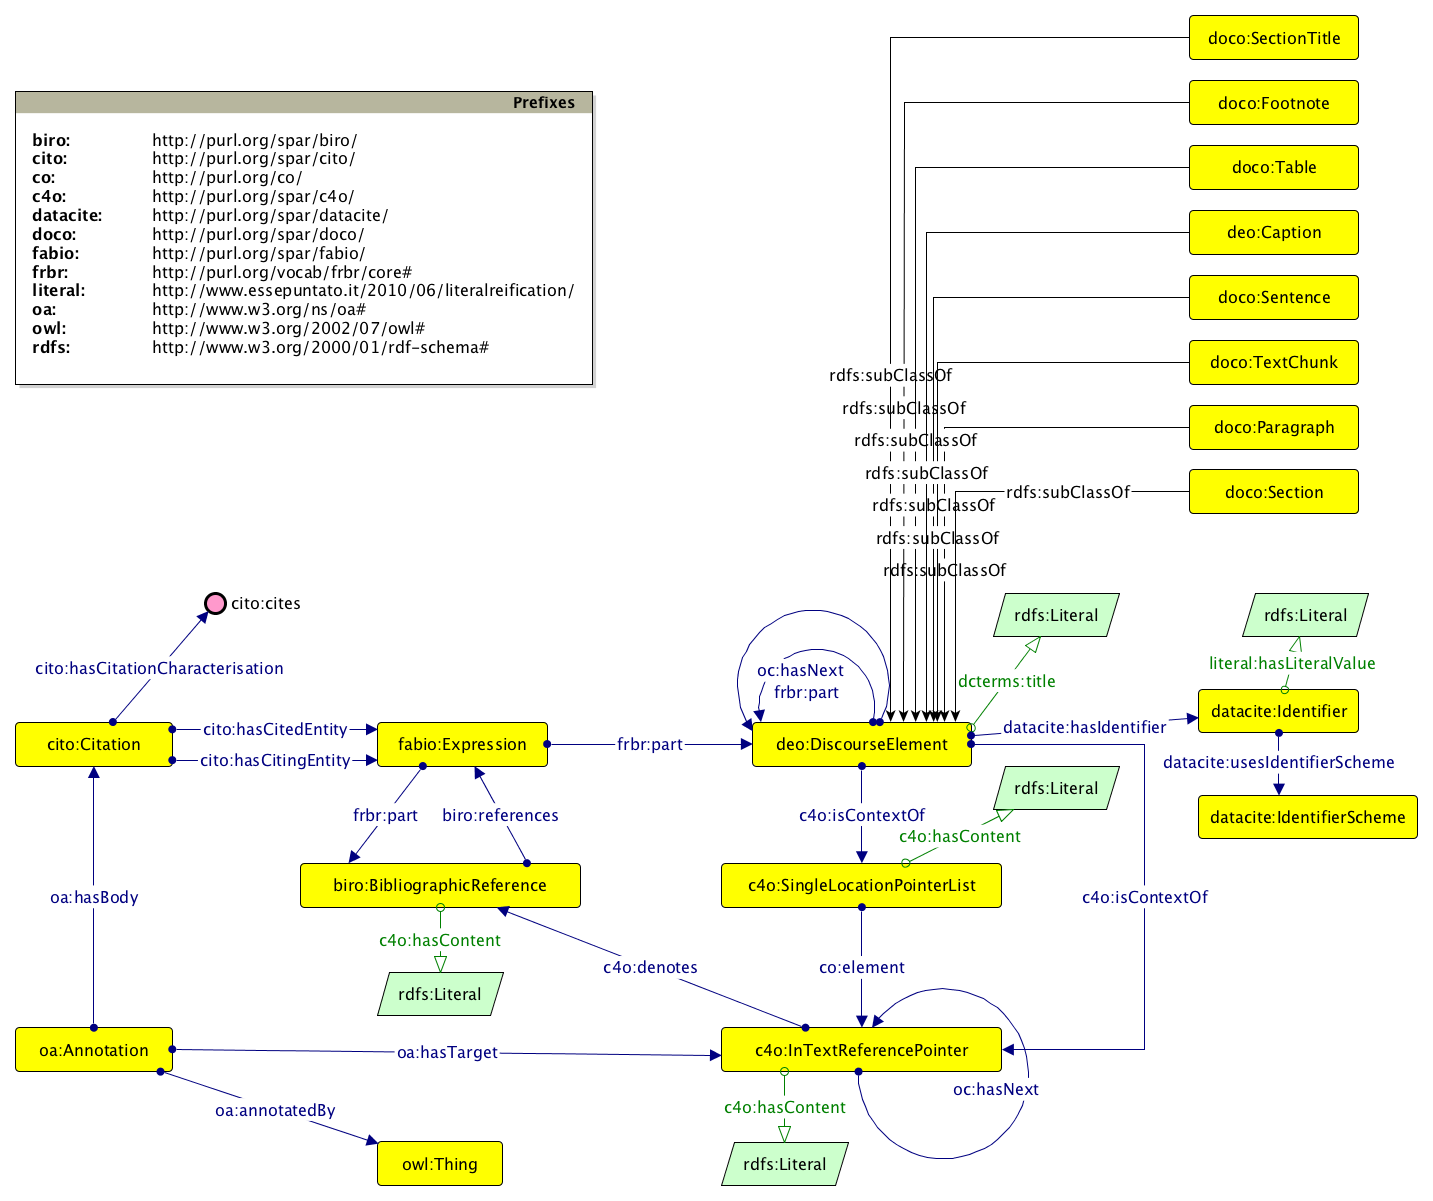 doco:SectionTitle
doco:Footnote
doco:Table
deo:Caption
doco:Sentence
doco:TextChunk
doco:Paragraph
doco:Section
Prefixes
biro: http://purl.org/spar/biro/
cito: http://purl.org/spar/cito/
co: http://purl.org/co/
c4o: http://purl.org/spar/c4o/
datacite: http://purl.org/spar/datacite/
doco: http://purl.org/spar/doco/
fabio: http://purl.org/spar/fabio/
frbr: http://purl.org/vocab/frbr/core#
literal: http://www.essepuntato.it/2010/06/literalreification/
oa: http://www.w3.org/ns/oa#
owl: http://www.w3.org/2002/07/owl#
rdfs: http://www.w3.org/2000/01/rdf-schema#
rdfs:subClassOf
rdfs:subClassOf
rdfs:subClassOf
rdfs:subClassOf
rdfs:subClassOf
rdfs:subClassOf
rdfs:subClassOf
rdfs:subClassOf
cito:cites
cito:hasCitationCharacterisation
cito:Citation
cito:hasCitedEntity
cito:hasCitingEntity
fabio:Expression
frbr:part
oc:hasNext
frbr:part
deo:DiscourseElement
dcterms:title
rdfs:Literal
datacite:hasIdentifier
rdfs:Literal
literal:hasLiteralValue
datacite:Identifier
datacite:usesIdentifierScheme
datacite:IdentifierScheme
frbr:part
biro:references
c4o:isContextOf
rdfs:Literal
c4o:hasContent
biro:BibliographicReference
c4o:SingleLocationPointerList
oa:hasBody
c4o:isContextOf
c4o:hasContent
rdfs:Literal
c4o:denotes
co:element
oa:Annotation
oa:hasTarget
c4o:InTextReferencePointer
oc:hasNext
oa:annotatedBy
owl:Thing
c4o:hasContent
rdfs:Literal